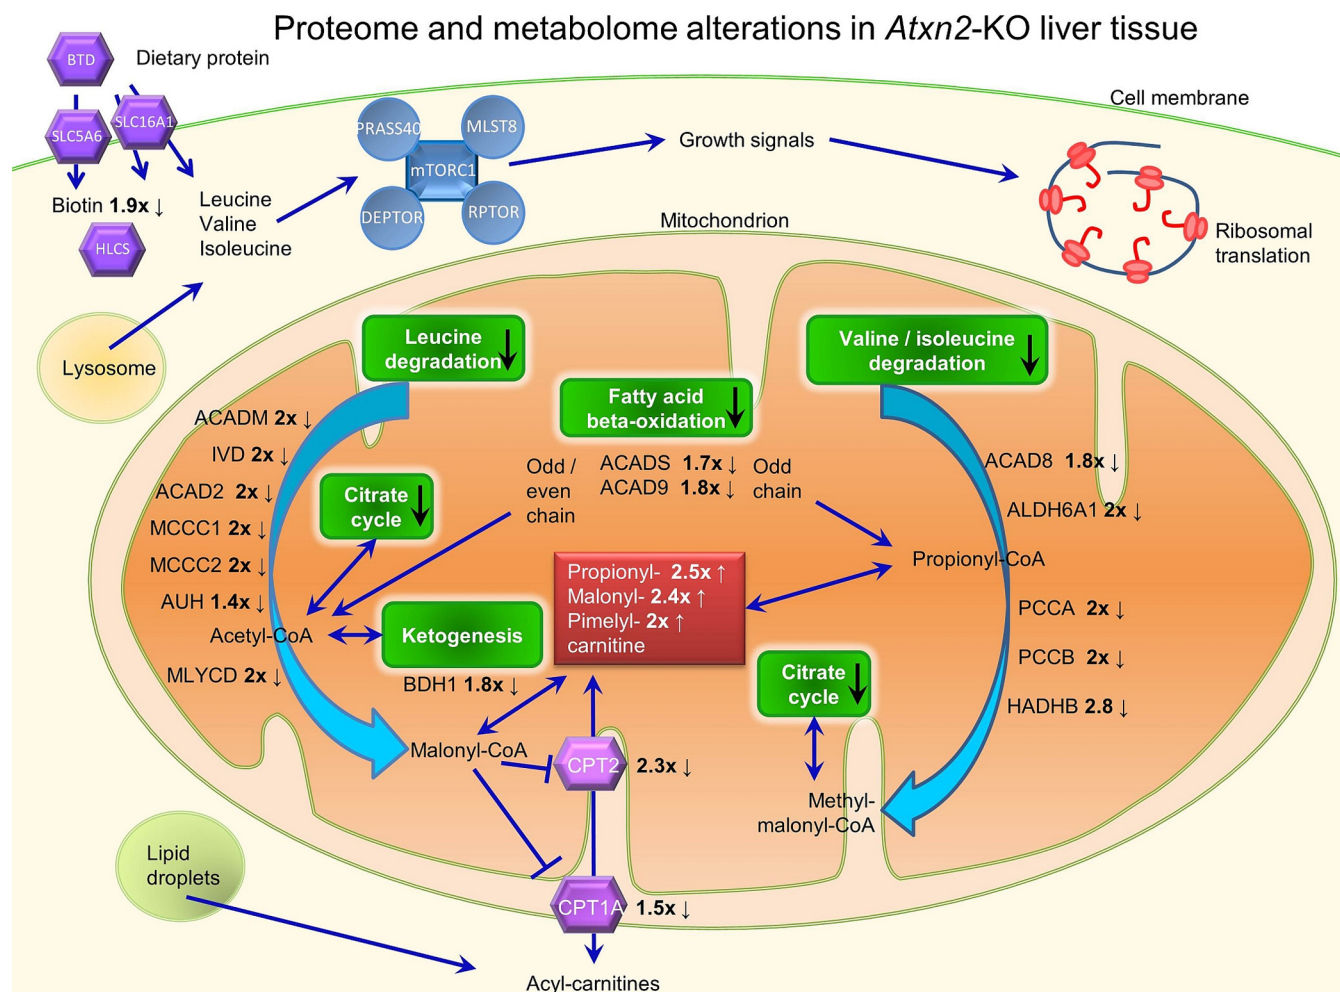 Proteome and metabolome alterations in Atxn2-KO liver tissue
BTD
Dietary protein
Cell membrane
SLC5A6
SLC16A1
PRASS40
MLST8
mTORC1
DEPTOR
RPTOR
Growth signals
Ribosomal
translation
Biotin 1.9x ↓
HLCS
Leucine
Valine
Isoleucine
Mitochondrion
Lysosome
Leucine
degradation ↓
Fatty acid
beta-oxidation ↓
Valine / isoleucine
degradation ↓
ACADM 2x ↓
IVD 2x ↓
ACAD2 2x ↓
MCCC1 2x ↓
MCCC2 2x ↓
AUH 1.4x ↓
Acetyl-CoA
MLYCD 2x ↓
Citrate
cycle ↓
Odd /
even
chain
ACADS 1.7x ↓
ACAD9 1.8x ↓
Odd
chain
ACAD8 1.8x ↓
ALDH6A1 2x ↓
Propionyl-CoA
PCCA 2x ↓
PCCB 2x ↓
HADHB 2.8 ↓
Propionyl- 2.5x ↑
Malonyl- 2.4x ↑
Pimelyl- 2x ↑
carnitine
Ketogenesis
BDH1 1.8x ↓
Citrate
cycle ↓
Malonyl-CoA
CPT2
2.3x ↓
Methyl-
malonyl-CoA
Lipid
droplets
CPT1A
1.5x ↓
Acyl-carnitines